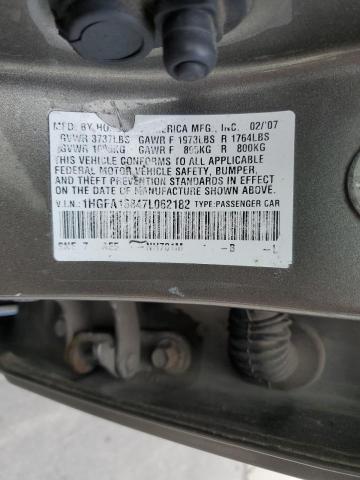 MFD. BY HO ERICA MFG., INC. 02/'07
GVWR 3737LBS GAWR F 1973LBS R 1764LBS
GVWR GAWR F R 800KG
THIS VEHICLE CONFORMS TO ALL APPLICABLE
FEDERAL MOTOR VEHICLE SAFETY, BUMPER,
AND THEFT PREVENTION STANDARDS IN
EFFECT ON THE DATE OF MANUFACTURE SHOWN ABOVE.
V.I.N.: 1HGFA16847L062182 TYPE:PASSENGER CAR